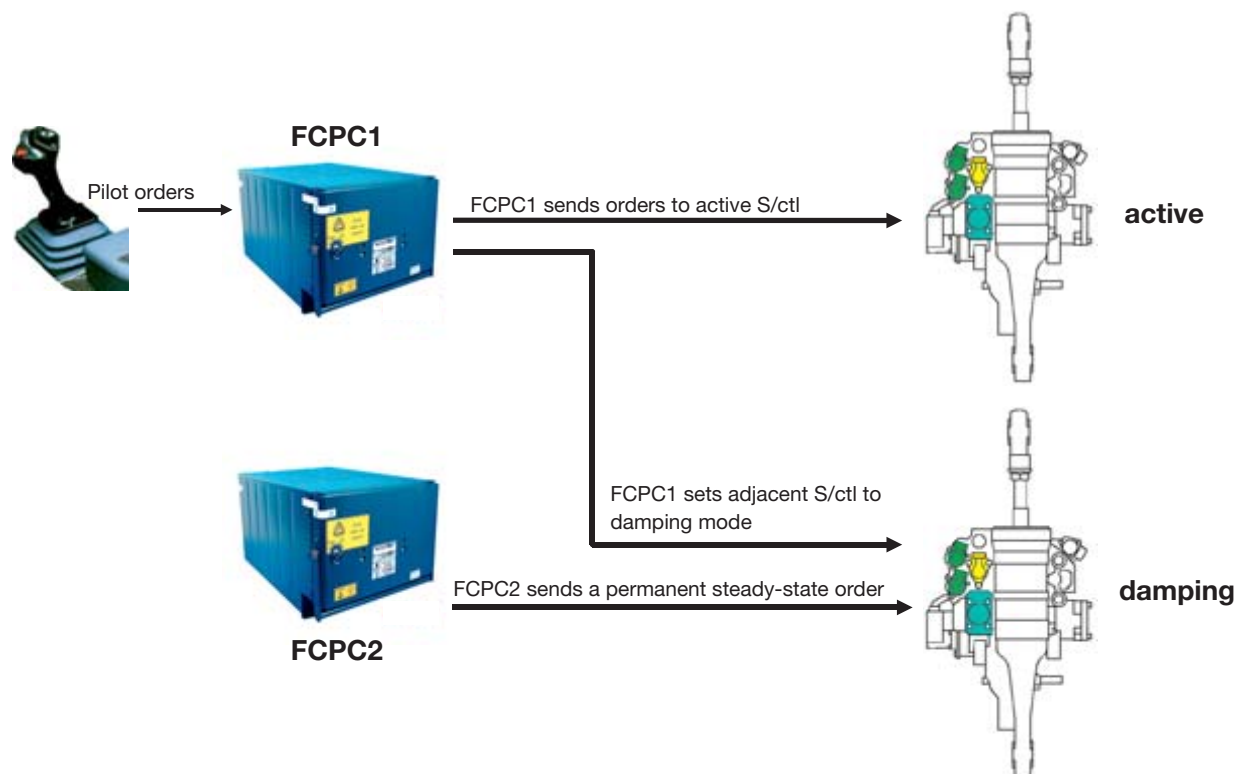 FCPC1
Pilot orders
FCPC1 sends orders to active S/ctl
active
FCPC1 sets adjacent S/ctl to
damping mode
FCPC2 sends a permanent steady-state order
damping
FCPC2